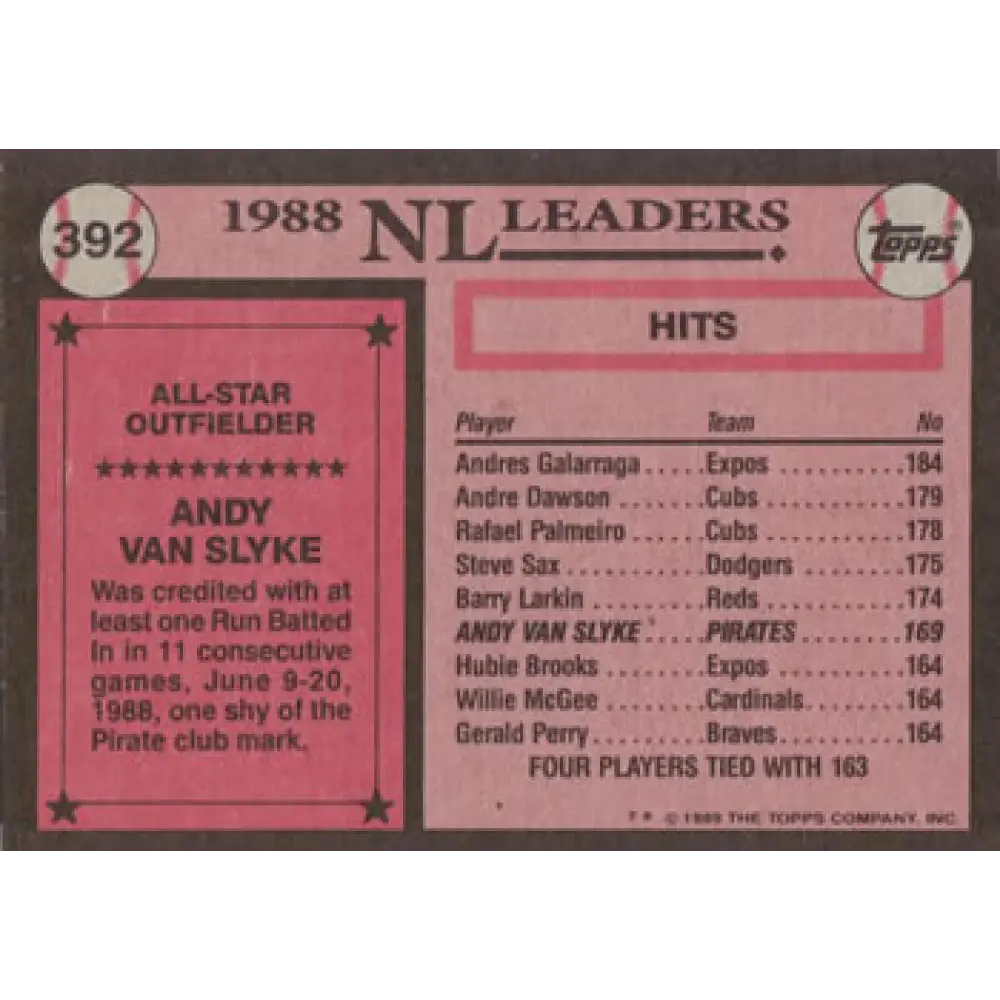 392
1988 NL LEADERS
Topps®
ALL-STAR
OUTFIELDER
ANDY
VAN SLYKE
Was credited with at
least one Run Batted
In in 11 consecutive
games, June 9-20,
1988, one shy of the
Pirate club mark.
HITS
Player Team No
Andres Galarraga.....Expos ..........184
Andre Dawson .......Cubs ...........179
Rafael Palmeiro ......Cubs ...........178
Steve Sax ...........Dodgers ........175
Barry Larkin .........Reds ...........174
ANDY VAN SLYKE .....PIRATES ........169
Hubie Brooks ........Expos ..........164
Willie McGee ........Cardinals.......164
Gerald Perry.........Braves..........164
FOUR PLAYERS TIED WITH 163
© 1989 THE TOPPS COMPANY, INC.